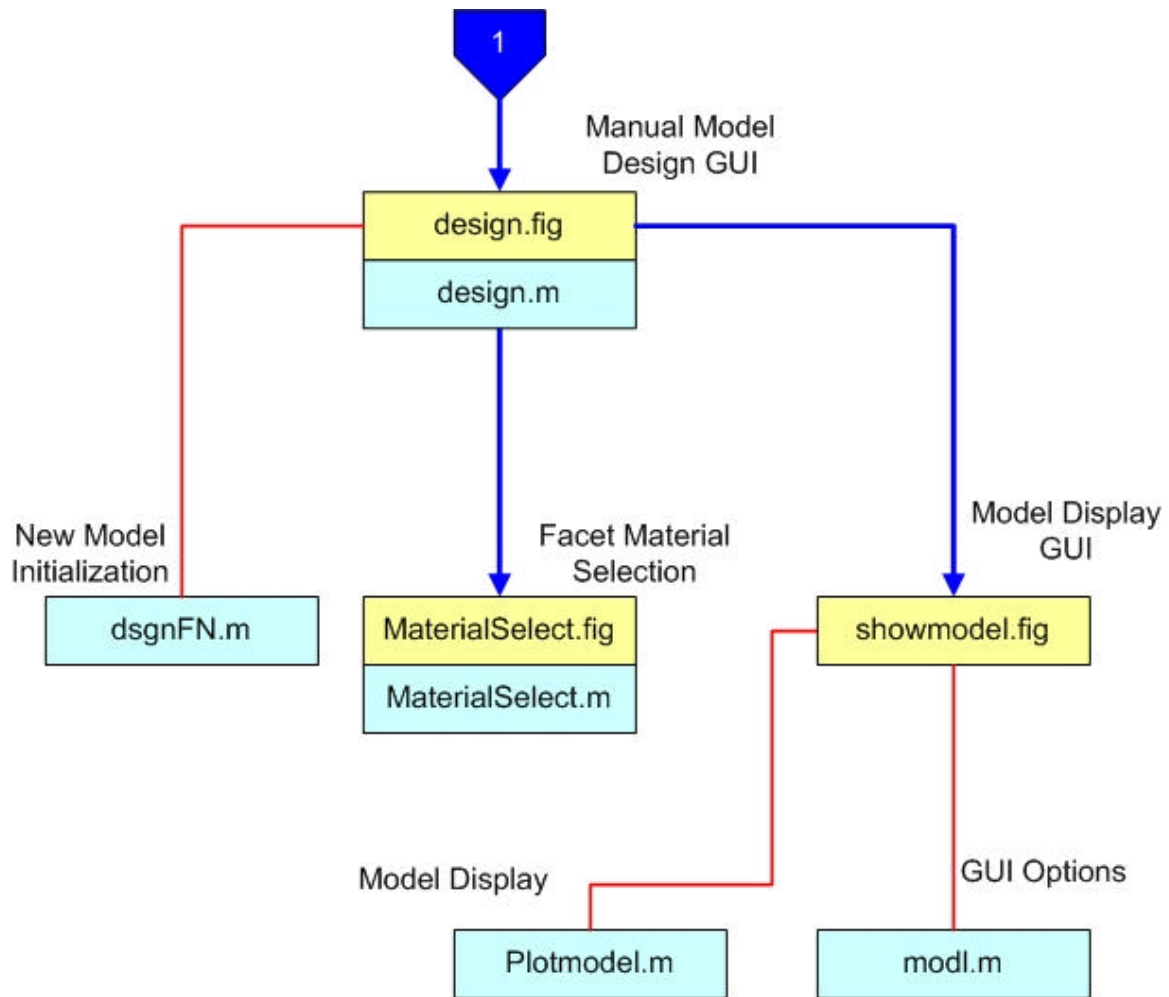 1
Manual Model
Design GUI
design.fig
design.m
New Model
Initialization
Facet Material
Selection
Model Display
GUI
dsgnFN.m
MaterialSelect.fig
showmodel.fig
MaterialSelect.m
Model Display
GUI Options
Plotmodel.m
modl.m